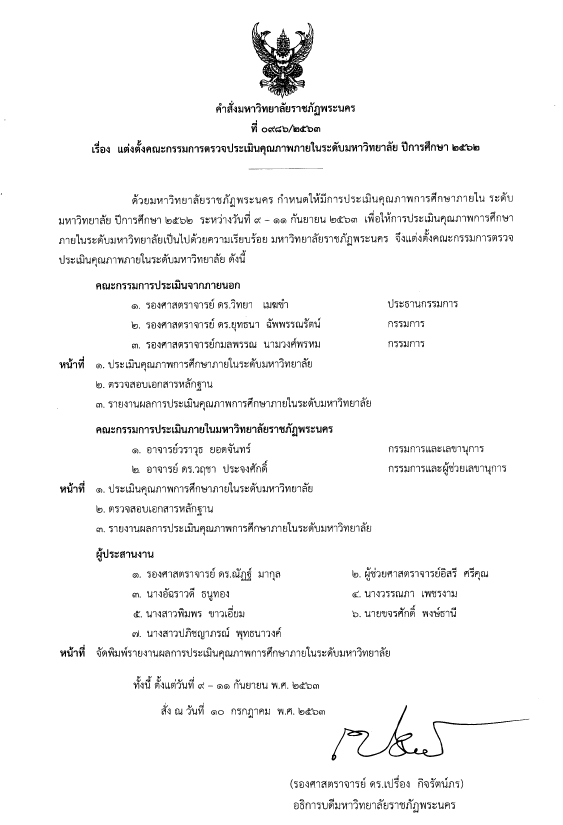 คำสั่งมหาวิทยาลัยราชภัฏพระนคร
ที่ ๐๙๘๖/๒๕๖๓
เรื่อง แต่งตั้งคณะกรรมการตรวจประเมินคุณภาพภายในระดับมหาวิทยาลัย ปีการศึกษา ๒๕๖๒
ด้วยมหาวิทยาลัยราชภัฏพระนคร กำหนดให้มีการประเมินคุณภาพการศึกษาภายใน ระดับ
มหาวิทยาลัย ปีการศึกษา ๒๕๖๒ ระหว่างวันที่ ๙ – ๑๑ กันยายน ๒๕๖๓ เพื่อให้การประเมินคุณภาพการศึกษา
ภายในระดับมหาวิทยาลัยเป็นไปด้วยความเรียบร้อย มหาวิทยาลัยราชภัฏพระนคร จึงแต่งตั้งคณะกรรมการตรวจ
ประเมินคุณภาพภายในระดับมหาวิทยาลัย ดังนี้
คณะกรรมการประเมินจากภายนอก
๑. รองศาสตราจารย์ ดร.วิทยา เมฆขำ ประธานกรรมการ
๒. รองศาสตราจารย์ ดร.ยุทธนา ฉัพพรรณรัตน์ กรรมการ
๓. รองศาสตราจารย์กมลพรรณ นามวงศ์พรหม กรรมการ
หน้าที่ ๑. ประเมินคุณภาพการศึกษาภายในระดับมหาวิทยาลัย
๒. ตรวจสอบเอกสารหลักฐาน
๓. รายงานผลการประเมินคุณภาพการศึกษาภายในระดับมหาวิทยาลัย
คณะกรรมการประเมินภายในมหาวิทยาลัยราชภัฏพระนคร
๑. อาจารย์วราวุธ ยอดจันทร์ กรรมการและเลขานุการ
๒. อาจารย์ ดร.วฤชา ประจงศักดิ์ กรรมการและผู้ช่วยเลขานุการ
หน้าที่ ๑. ประเมินคุณภาพการศึกษาภายในระดับมหาวิทยาลัย
๒. ตรวจสอบเอกสารหลักฐาน
๓. รายงานผลการประเมินคุณภาพการศึกษาภายในระดับมหาวิทยาลัย
ผู้ประสานงาน
๑. รองศาสตราจารย์ ดร.ณัฏฐ์ มากุล ๒. ผู้ช่วยศาสตราจารย์อิสรี ศรีคุณ
๓. นางอัฉราวดี ธนูทอง ๔. นางวรรณภา เพชรงาม
๕. นางสาวพิมพร ขาวเอี่ยม ๖. นายขจรศักดิ์ พงษ์ธานี
๗. นางสาวปภิชญาภรณ์ พุทธนาวงศ์
หน้าที่ จัดพิมพ์รายงานผลการประเมินคุณภาพการศึกษาภายในระดับมหาวิทยาลัย
ทั้งนี้ ตั้งแต่วันที่ ๙ – ๑๑ กันยายน พ.ศ. ๒๕๖๓
สั่ง ณ วันที่ ๑๐ กรกฎาคม พ.ศ. ๒๕๖๓
(รองศาสตราจารย์ ดร.เปรื่อง กิจรัตน์ภร)
อธิการบดีมหาวิทยาลัยราชภัฏพระนคร